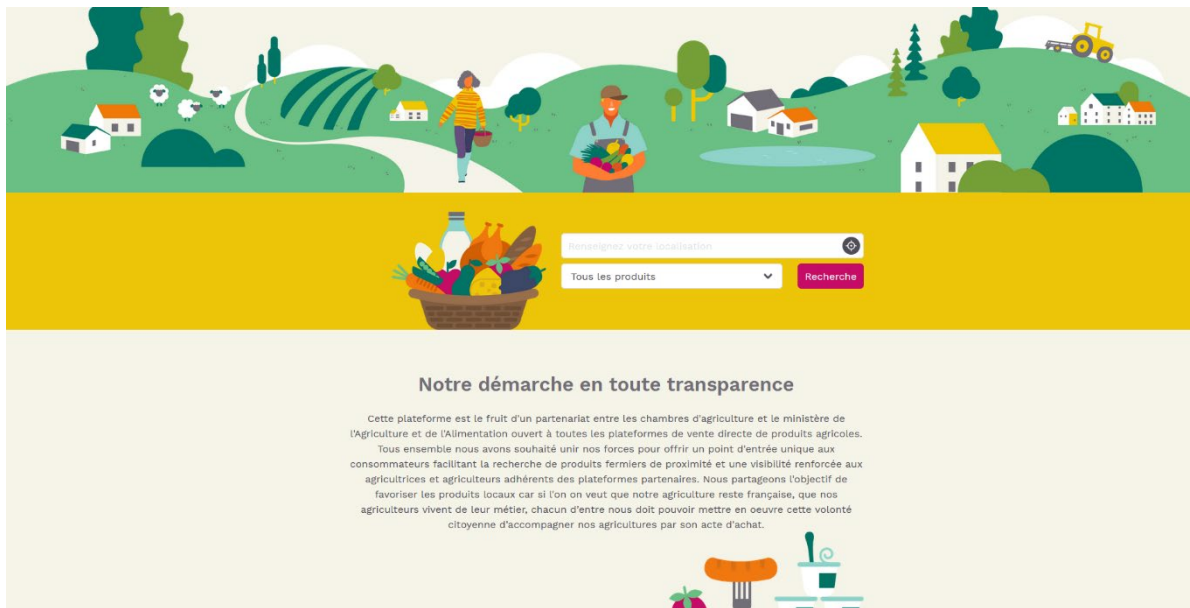 Renseignez votre localisation
Tous les produits
Recherche
Notre démarche en toute transparence
Cette plateforme est le fruit d'un partenariat entre les chambres d'agriculture et le ministère de
l'Agriculture et de l'Alimentation ouvert à toutes les plateformes de vente directe de produits agricoles.
Tous ensemble nous avons souhaité unir nos forces pour offrir un point d'entrée unique aux
consommateurs facilitant la recherche de produits fermiers de proximité et une visibilité renforcée aux
agricultrices et agriculteurs adhérents des plateformes partenaires. Nous partageons l'objectif de
favoriser les produits locaux car si l'on on veut que notre agriculture reste française, que nos
agriculteurs vivent de leur métier, chacun d'entre nous doit pouvoir mettre en oeuvre cette volonté
citoyenne d'accompagner nos agricultures par son acte d'achat.